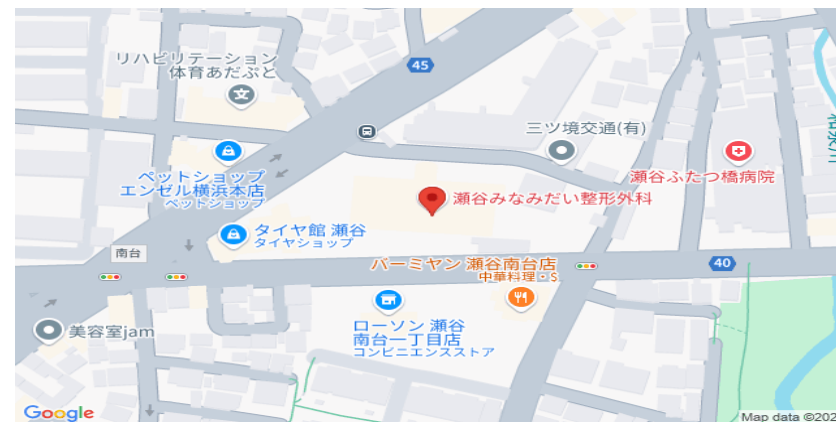 リハビリテーション
体育あだぷと
45
三ツ境交通(有)
瀬谷ふたつ橋病院
ペットショップ
エンゼル横浜本店
ペットショップ
瀬谷みなみだい整形外科
タイヤ館 瀬谷
タイヤショップ
南台
バーミヤン 瀬谷南台店
中華料理・S
40
ローソン 瀬谷
南台一丁目店
コンビニエンスストア
美容室jam
Google
Map data ©202